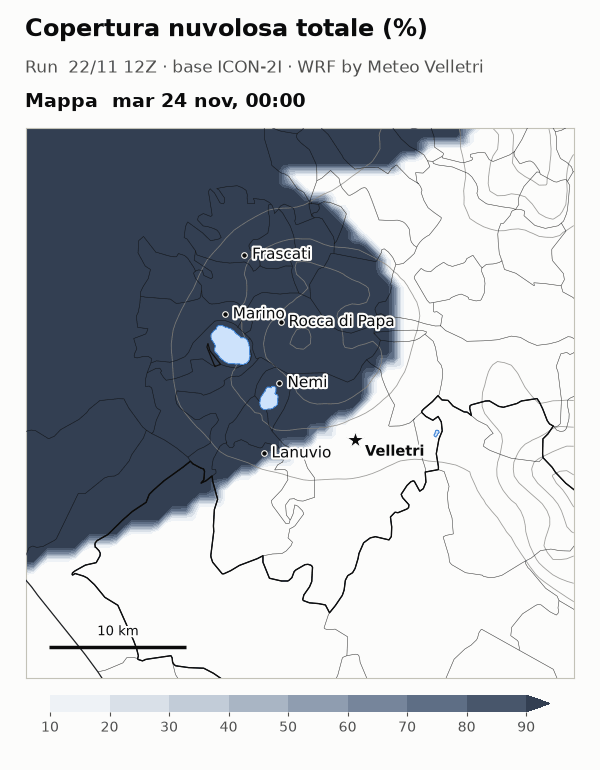 Copertura nuvolosa totale (%)
Run  22/11 12Z · base ICON-2I · WRF by Meteo Velletri
Mappa  mar 24 nov, 00:00
Frascati
Marino
Rocca di Papa
Nemi
Velletri
Lanuvio
10 km
10 20 30 40 50 60 70 80 90